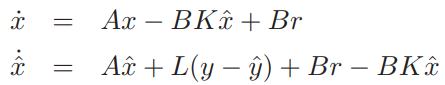 ẋ = Ax − BKx̂ + Br
x̂̇ = Ax̂ + L(y − ŷ) + Br − BKx̂